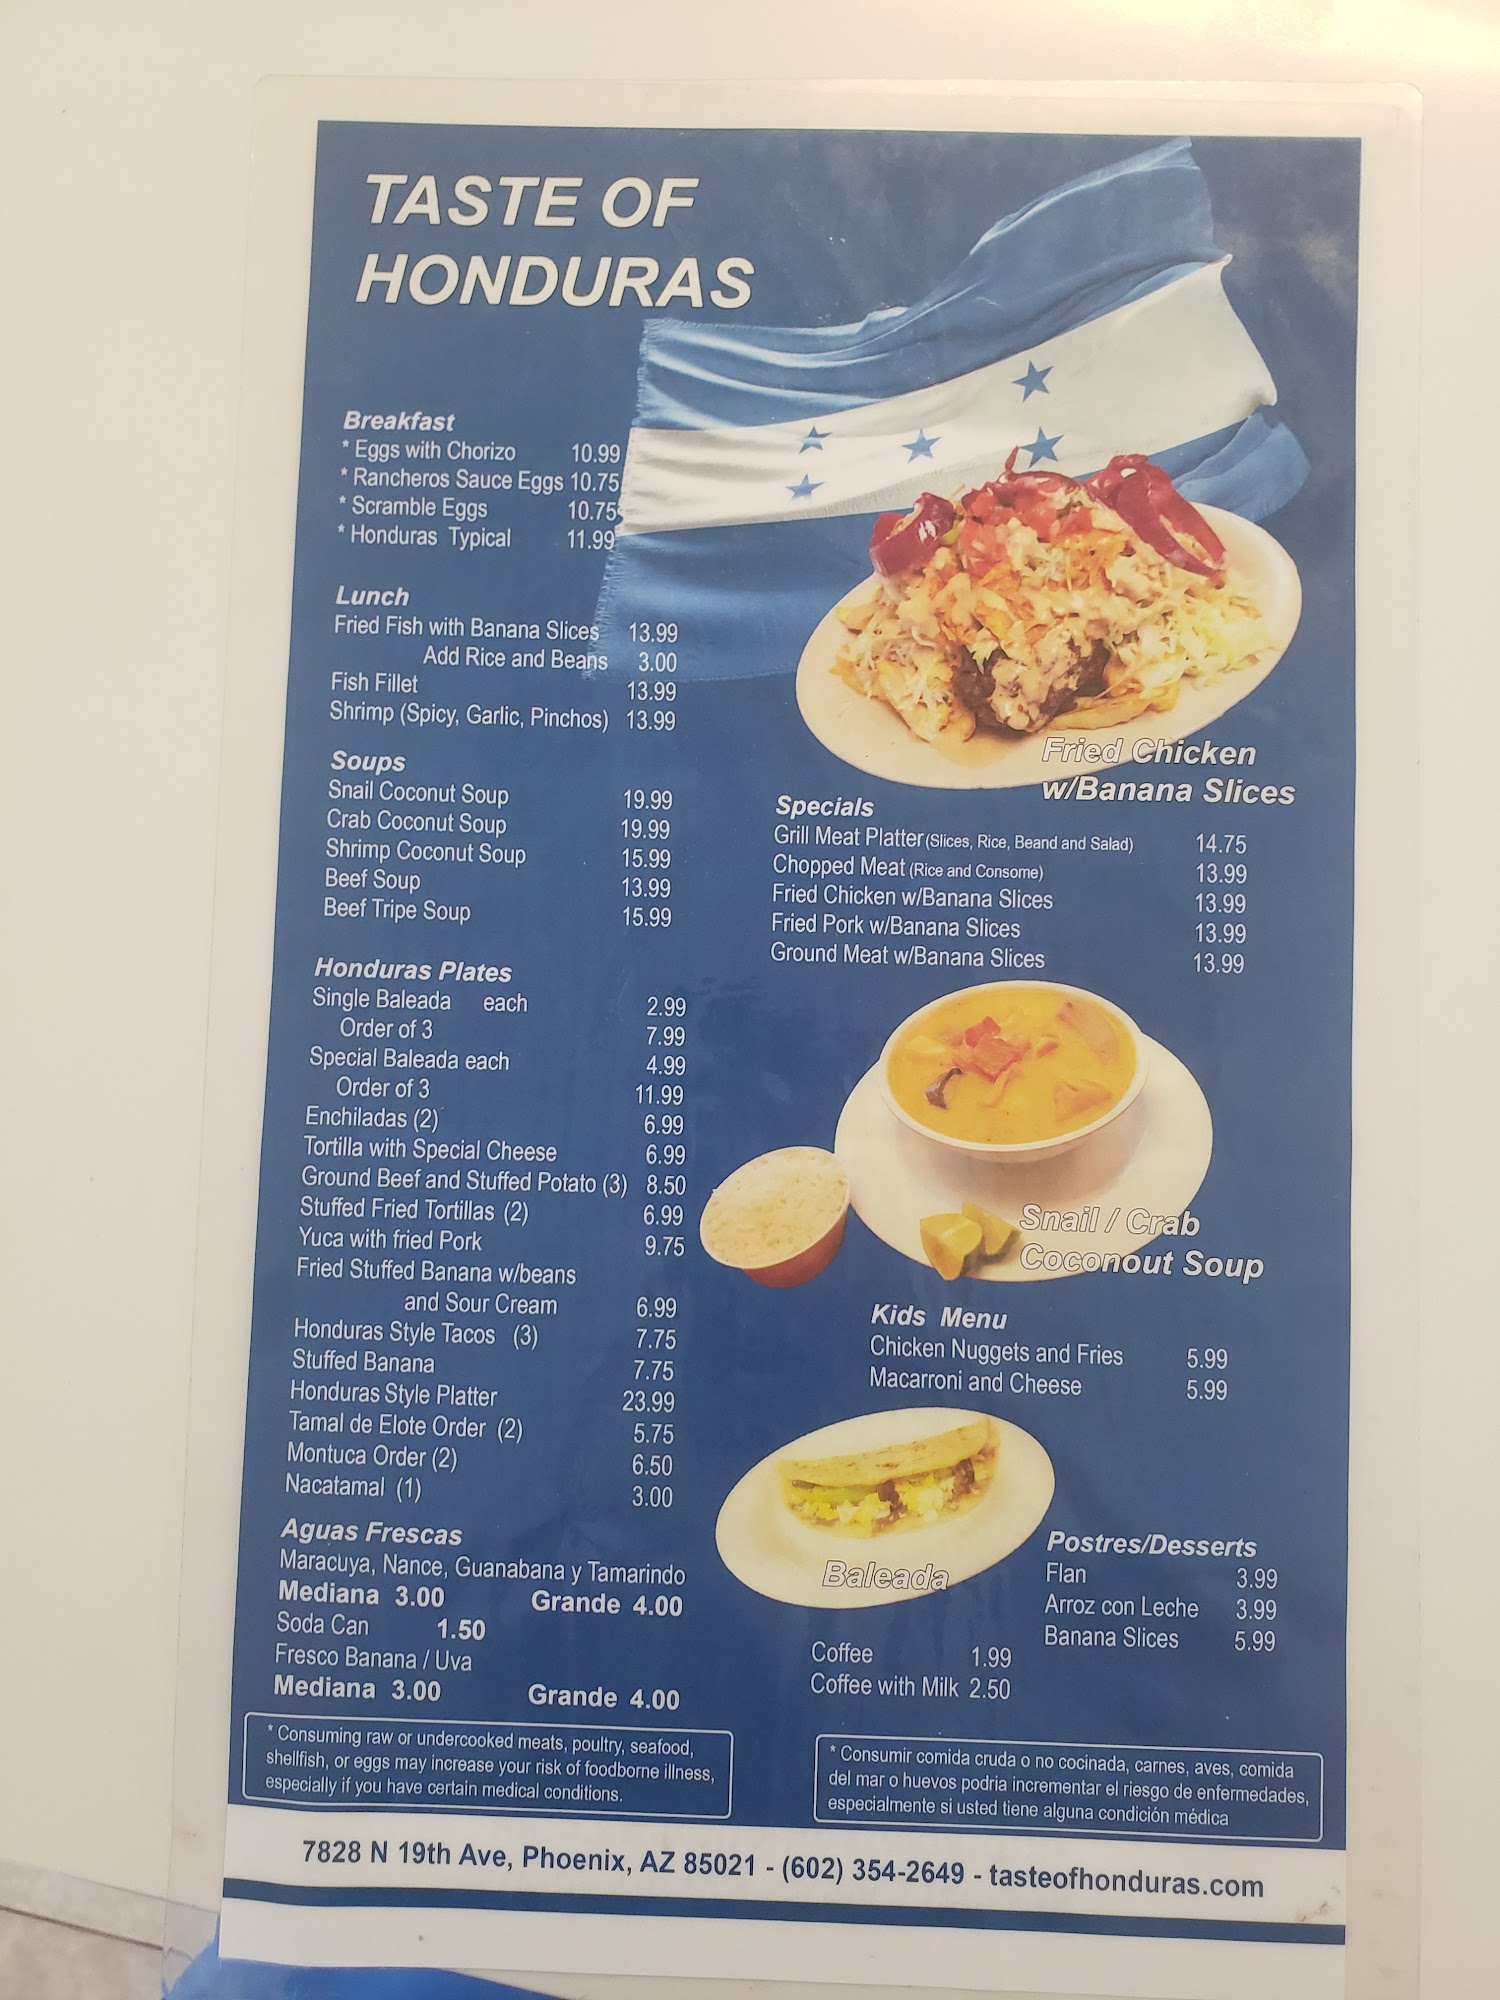 TASTE OF
HONDURAS
Breakfast
* Eggs with Chorizo 10.99
* Rancheros Sauce Eggs 10.75
* Scramble Eggs 10.75
* Honduras Typical 11.99
Lunch
Fried Fish with Banana Slices 13.99
Add Rice and Beans 3.00
Fish Fillet 13.99
Shrimp (Spicy, Garlic, Pinchos) 13.99
Soups
Snail Coconut Soup 19.99
Crab Coconut Soup 19.99
Shrimp Coconut Soup 15.99
Beef Soup 13.99
Beef Tripe Soup 15.99
Honduras Plates
Single Baleada each 2.99
Order of 3 7.99
Special Baleada each 4.99
Order of 3 11.99
Enchiladas (2) 6.99
Tortilla with Special Cheese 6.99
Ground Beef and Stuffed Potato (3) 8.50
Stuffed Fried Tortillas (2) 6.99
Yuca with fried Pork 9.75
Fried Stuffed Banana w/beans
and Sour Cream 6.99
Honduras Style Tacos (3) 7.75
Stuffed Banana 7.75
Honduras Style Platter 23.99
Tamal de Elote Order (2) 5.75
Montuca Order (2) 6.50
Nacatamal (1) 3.00
Aguas Frescas
Maracuya, Nance, Guanabana y Tamarindo
Mediana 3.00 Grande 4.00
Soda Can 1.50
Fresco Banana / Uva
Mediana 3.00 Grande 4.00
* Consuming raw or undercooked meats, poultry, seafood,
shellfish, or eggs may increase your risk of foodborne illness,
especially if you have certain medical conditions.
Fried Chicken
w/Banana Slices
Specials
Grill Meat Platter (Slices, Rice, Beand and Salad) 14.75
Chopped Meat (Rice and Consome) 13.99
Fried Chicken w/Banana Slices 13.99
Fried Pork w/Banana Slices 13.99
Ground Meat w/Banana Slices 13.99
Snail / Crab
Coconout Soup
Kids Menu
Chicken Nuggets and Fries 5.99
Macarroni and Cheese 5.99
Baleada
Postres/Desserts
Flan 3.99
Arroz con Leche 3.99
Banana Slices 5.99
Coffee 1.99
Coffee with Milk 2.50
* Consumir comida cruda o no cocinada, carnes, aves, comida
del mar o huevos podria incrementar el riesgo de enfermedades,
especialmente si usted tiene alguna condición médica
7828 N 19th Ave, Phoenix, AZ 85021 - (602) 354-2649 - tasteofhonduras.com